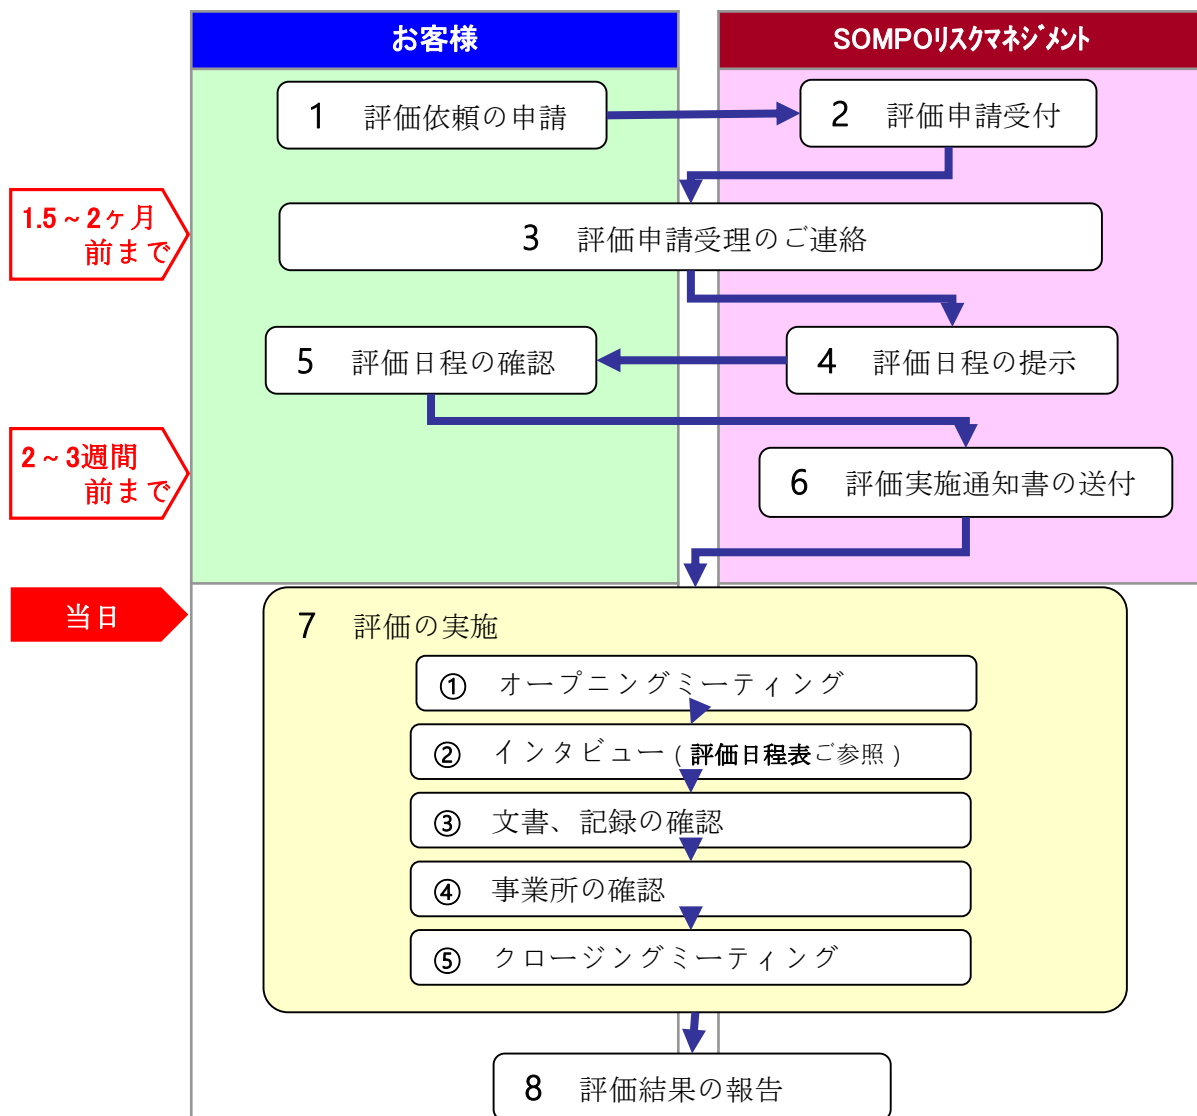 お客様
SOMPOリスクマネジメント
1 評価依頼の申請
2 評価申請受付
1.5~2ヶ月
前まで
3 評価申請受理のご連絡
5 評価日程の確認
4 評価日程の提示
2~3週間
前まで
6 評価実施通知書の送付
当日
7 評価の実施
① オープニングミーティング
② インタビュー(評価日程表ご参照)
③ 文書、記録の確認
④ 事業所の確認
⑤ クロージングミーティング
8 評価結果の報告